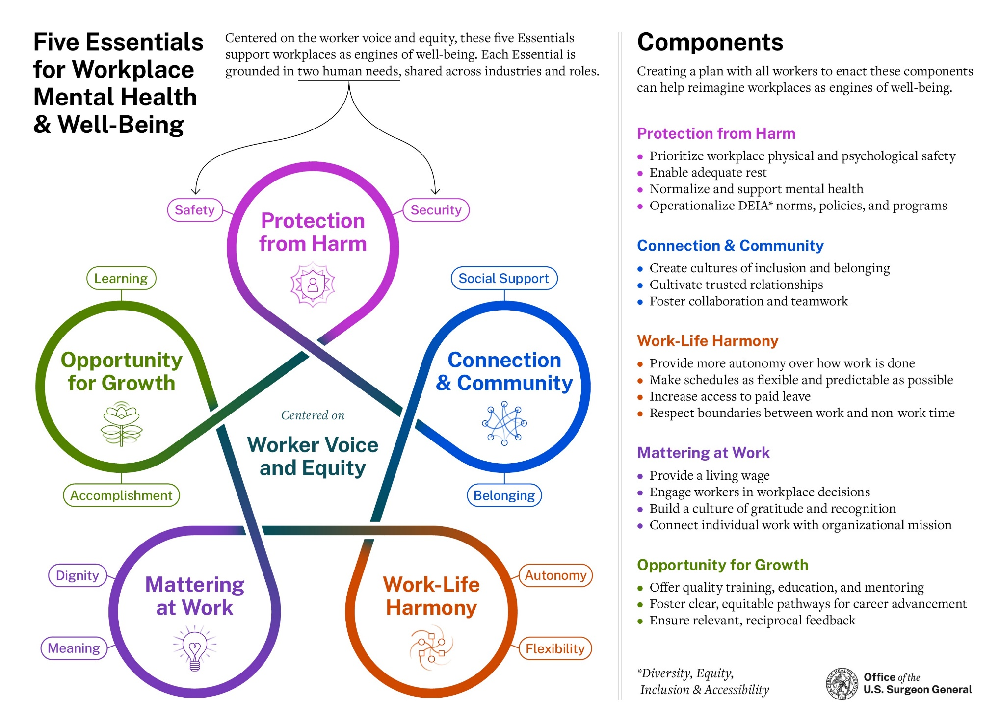 Five Essentials
for Workplace
Mental Health
& Well-Being
Centered on the worker voice and equity, these five Essentials
support workplaces as engines of well-being. Each Essential is
grounded in two human needs, shared across industries and roles.
Safety
Security
Protection
from Harm
Learning
Opportunity
for Growth
Accomplishment
Social Support
Connection
& Community
Belonging
Centered on
Worker Voice
and Equity
Dignity
Meaning
Mattering
at Work
Work-Life
Harmony
Autonomy
Flexibility
Components
Creating a plan with all workers to enact these components
can help reimagine workplaces as engines of well-being.
Protection from Harm
• Prioritize workplace physical and psychological safety
• Enable adequate rest
• Normalize and support mental health
• Operationalize DEIA* norms, policies, and programs
Connection & Community
• Create cultures of inclusion and belonging
• Cultivate trusted relationships
• Foster collaboration and teamwork
Work-Life Harmony
• Provide more autonomy over how work is done
• Make schedules as flexible and predictable as possible
• Increase access to paid leave
• Respect boundaries between work and non-work time
Mattering at Work
• Provide a living wage
• Engage workers in workplace decisions
• Build a culture of gratitude and recognition
• Connect individual work with organizational mission
Opportunity for Growth
• Offer quality training, education, and mentoring
• Foster clear, equitable pathways for career advancement
• Ensure relevant, reciprocal feedback
*Diversity, Equity,
Inclusion & Accessibility
U.S. PUBLIC HEALTH SERVICE
1798
Office of the
U.S. Surgeon General